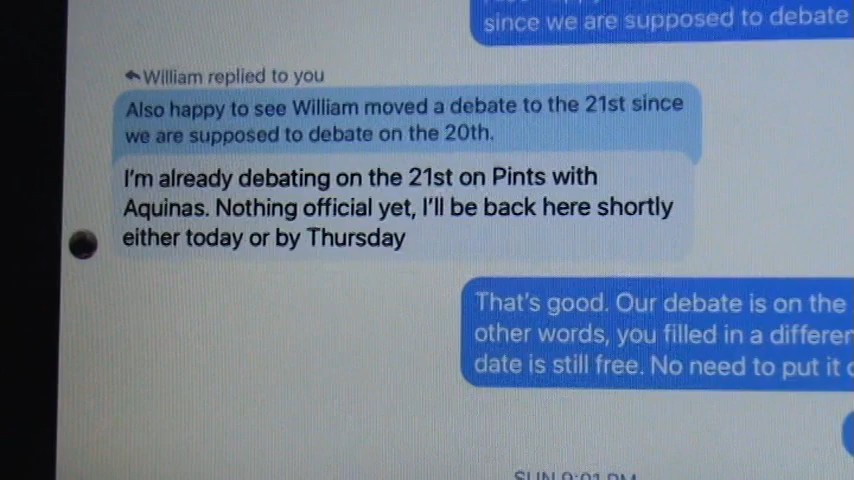 since we are supposed to debate
William replied to you
Also happy to see William moved a debate to the 21st since
we are supposed to debate on the 20th.
I'm already debating on the 21st on Pints with
Aquinas. Nothing official yet, I'll be back here shortly
either today or by Thursday
That's good. Our debate is on the
other words, you filled in a
date is still free. No need to put it